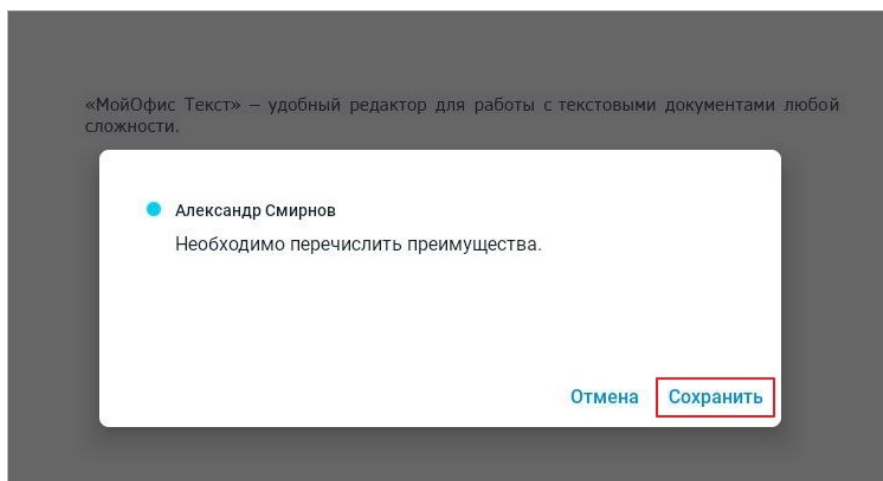 «МойОфис Текст» – удобный редактор для работы с текстовыми документами любой
сложности.
Александр Смирнов
Необходимо перечислить преимущества.
Отмена Сохранить